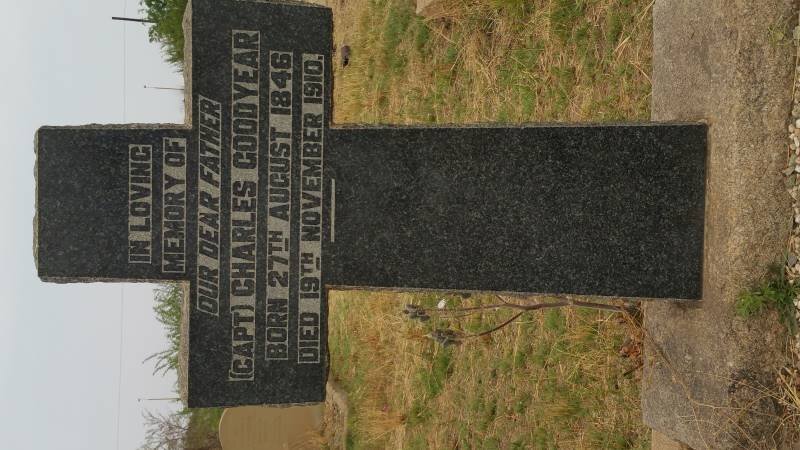 IN LOVING
MEMORY OF
OUR DEAR FATHER
(CAPT) CHARLES GOODYEAR
BORN 27TH AUGUST 1846
DIED 19TH NOVEMBER 1910.